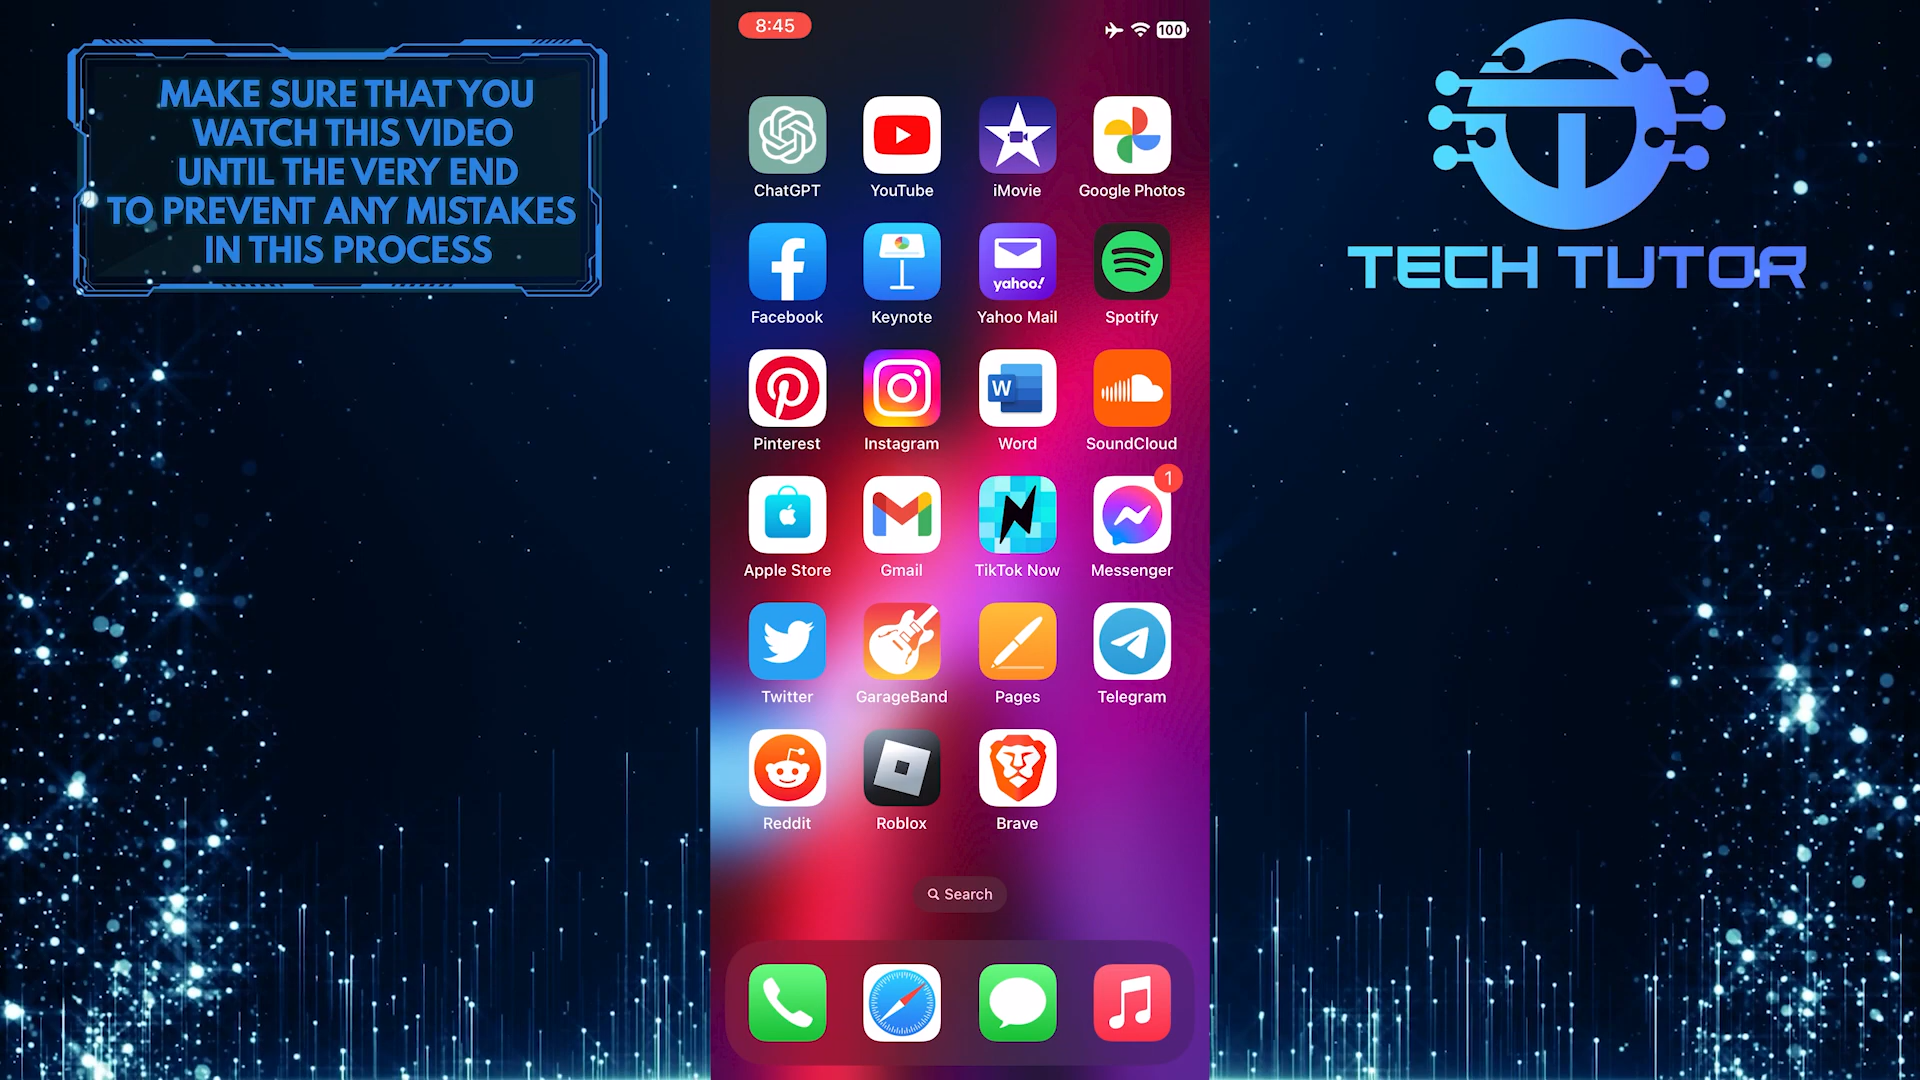 MAKE SURE THAT YOU
WATCH THIS VIDEO
UNTIL THE VERY END
TO PREVENT ANY MISTAKES
IN THIS PROCESS
8:45
100
ChatGPT YouTube iMovie Google Photos
yahoo!
Facebook Keynote Yahoo Mail Spotify
W
Pinterest Instagram Word SoundCloud
1
Apple Store Gmail TikTok Now Messenger
Twitter GarageBand Pages Telegram
Reddit Roblox Brave
Search
TECH TUTOR